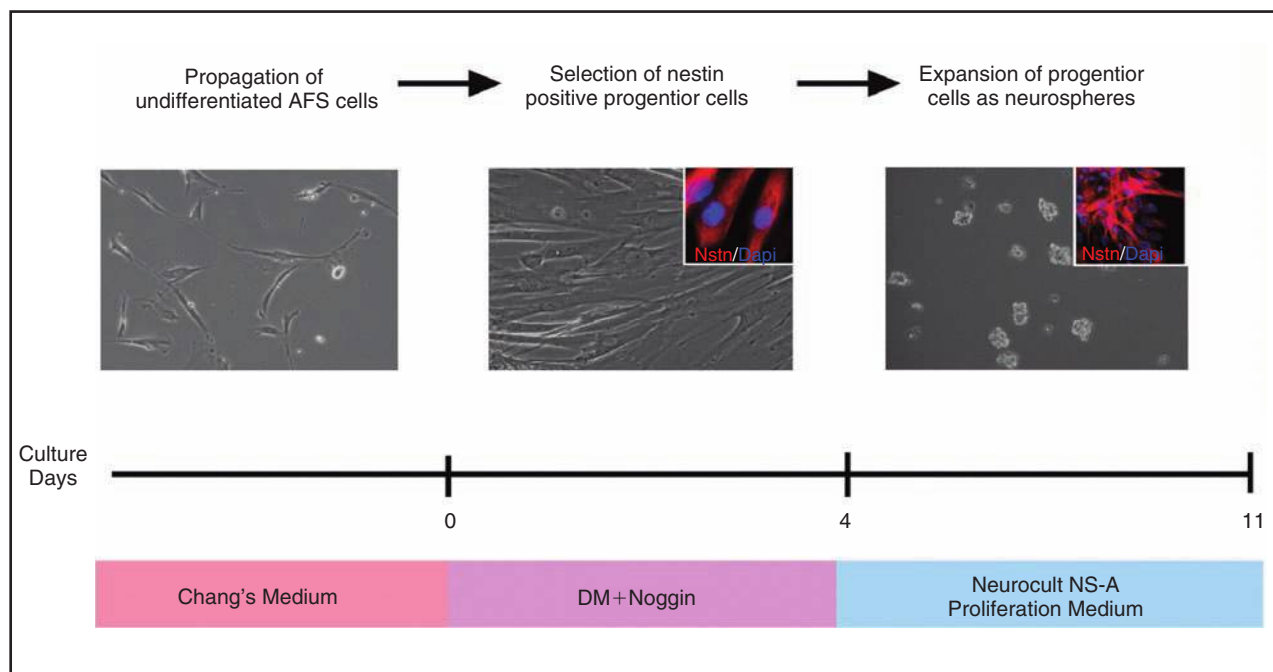 Propagation of
undifferentiated AFS cells
Selection of nestin
positive progentior cells
Expansion of progentior
cells as neurospheres
Nstn/Dapi
Nstn/Dapi
Culture
Days
0
4
11
Chang's Medium
DM+Noggin
Neurocult NS-A
Proliferation Medium